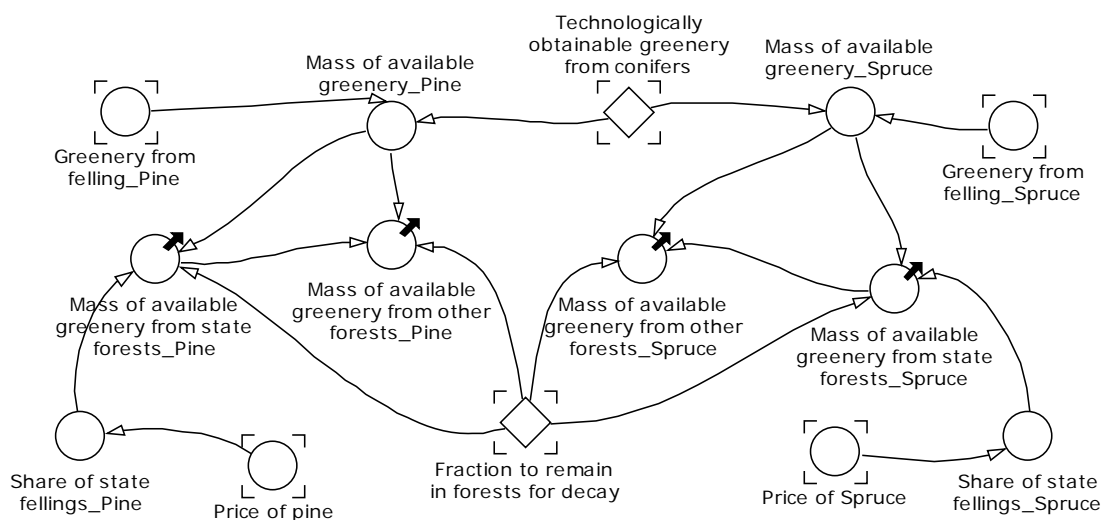 Technologically
obtainable greenery
from conifers
Mass of available
greenery_Spruce
Mass of available
greenery_Pine
Greenery from
felling_Pine
Greenery from
felling_Spruce
Mass of available
greenery from state
forests_Pine
Mass of available
greenery from other
forests_Pine
Mass of available
greenery from other
forests_Spruce
Mass of available
greenery from state
forests_Spruce
Share of state
fellings_Pine
Price of pine
Fraction to remain
in forests for decay
Price of Spruce
Share of state
fellings_Spruce